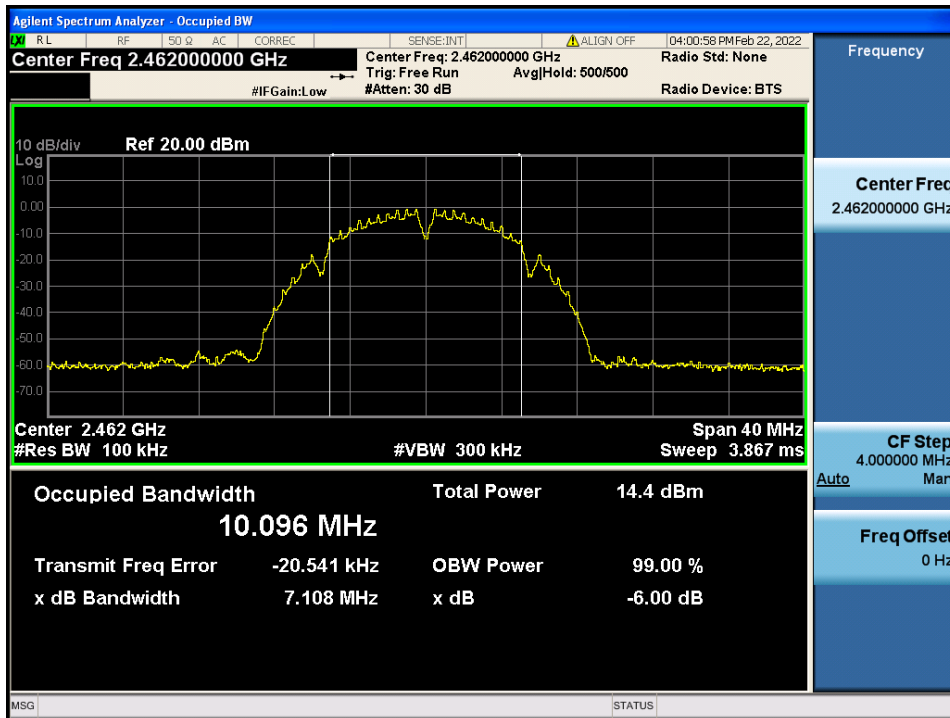 Agilent Spectrum Analyzer - Occupied BW
LXI RL RF 50 Ω AC CORREC SENSE:INT ALIGN OFF 04:00:58 PM Feb 22, 2022
Center Freq 2.462000000 GHz
Center Freq: 2.462000000 GHz
Radio Std: None
Trig: Free Run Avg|Hold: 500/500
#IFGain:Low
#Atten: 30 dB
Radio Device: BTS
10 dB/div Ref 20.00 dBm
Log
10.0
0.00
-10.0
-20.0
-30.0
-40.0
-50.0
-60.0
-70.0
Center 2.462 GHz Span 40 MHz
#Res BW 100 kHz #VBW 300 kHz Sweep 3.867 ms
Occupied Bandwidth Total Power 14.4 dBm
10.096 MHz
Transmit Freq Error -20.541 kHz OBW Power 99.00 %
x dB Bandwidth 7.108 MHz x dB -6.00 dB
Frequency
Center Freq
2.462000000 GHz
CF Step
4.000000 MHz
Auto Man
Freq Offset
0 Hz
MSG STATUS